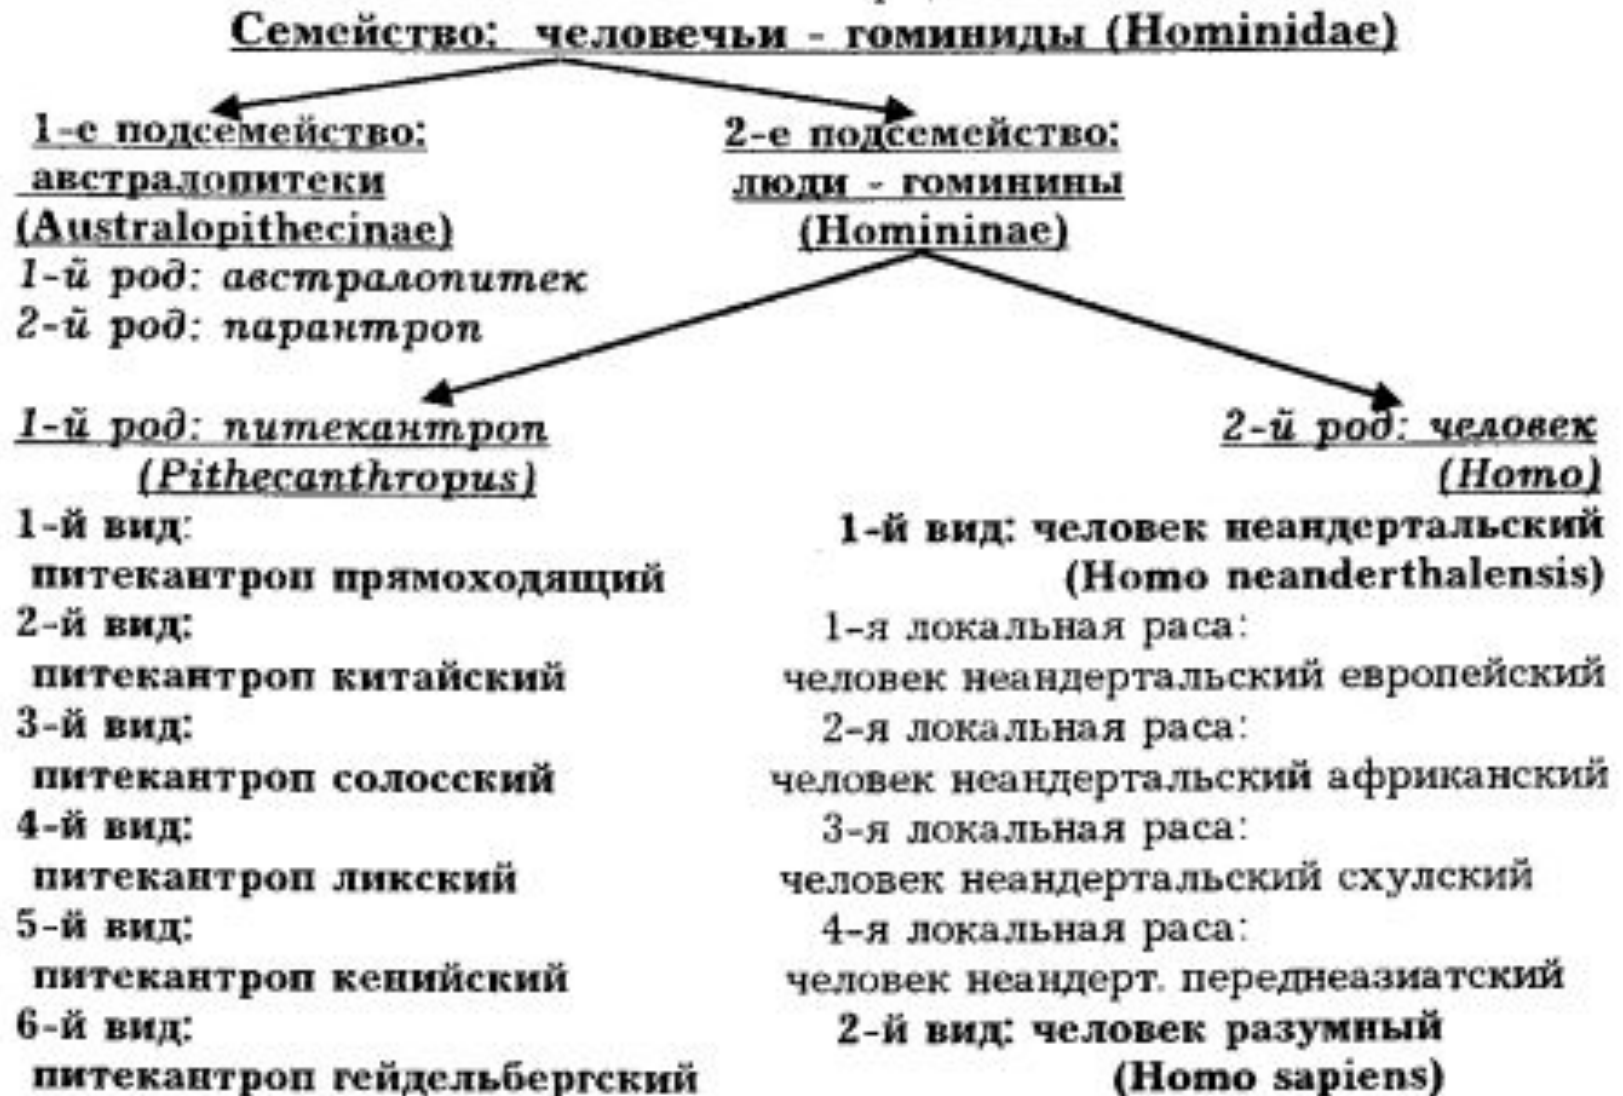 Семейство: человечьи - гоминиды (Hominidae)
1-е подсемейство:
австралопитеки
(Australopithecinae)
1-й род: австралопитек
2-й род: парантроп
2-е подсемейство:
люди - гоминины
(Homininae)
1-й род: питекантроп
(Pithecanthropus)
1-й вид:
питекантроп прямоходящий
2-й вид:
питекантроп китайский
3-й вид:
питекантроп солосский
4-й вид:
питекантроп ликский
5-й вид:
питекантроп кенийский
6-й вид:
питекантроп гейдельбергский
2-й род: человек
(Homo)
1-й вид: человек неандертальский
(Homo neanderthalensis)
1-я локальная раса:
человек неандертальский европейский
2-я локальная раса:
человек неандертальский африканский
3-я локальная раса:
человек неандертальский схулский
4-я локальная раса:
человек неандерт. переднеазиатский
2-й вид: человек разумный
(Homo sapiens)